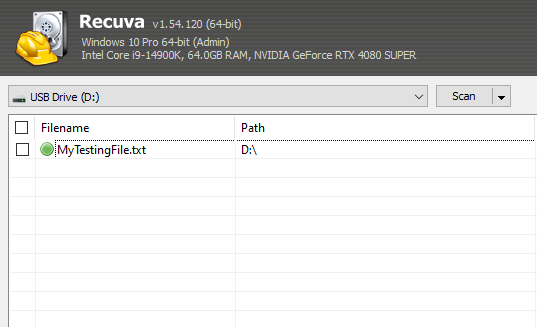 Recuva v1.54.120 (64-bit)
Windows 10 Pro 64-bit (Admin)
Intel Core i9-14900K, 64.0GB RAM, NVIDIA GeForce RTX 4080 SUPER
USB Drive (D:) Scan
Filename Path
MyTestingFile.txt D:\